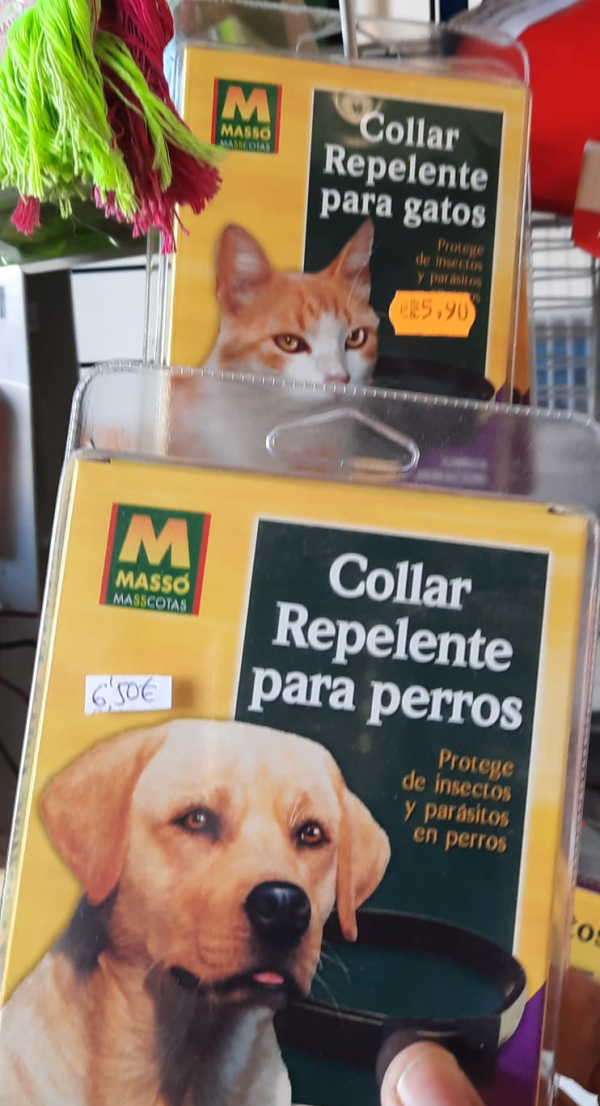 M
MASSÓ
MASSCOTAS
Collar
Repelente
para gatos
Protege
de insectos
y parásitos
5,90
M
MASSÓ
MASSCOTAS
Collar
Repelente
para perros
6,50€
Protege
de insectos
y parásitos
en perros